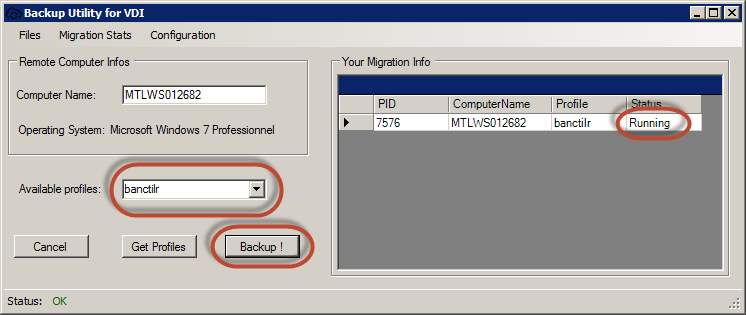 Backup Utility for VDI
Files Migration Stats Configuration
Remote Computer Infos
Computer Name: MTLWS012682
Operating System: Microsoft Windows 7 Professionnel
Available profiles: banctilr
Cancel Get Profiles Backup !
Your Migration Info
PID ComputerName Profile Status
7576 MTLWS012682 banctilr Running
Status: OK